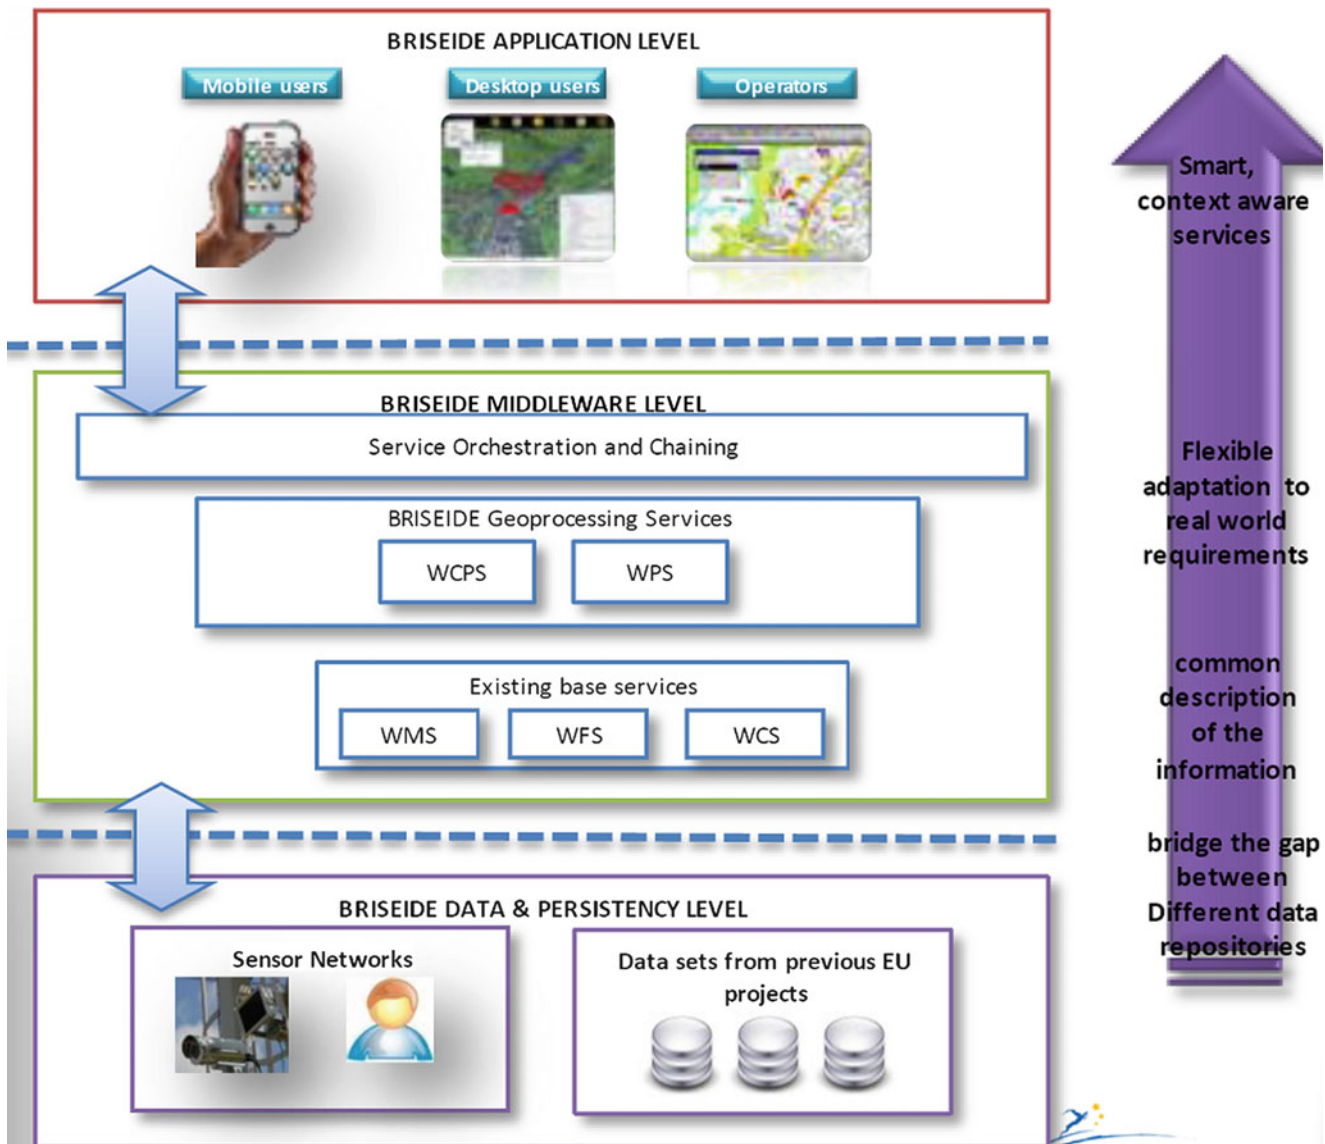 BRISEIDE APPLICATION LEVEL
Mobile users
Desktop users
Operators
BRISEIDE MIDDLEWARE LEVEL
Service Orchestration and Chaining
BRISEIDE Geoprocessing Services
WCPS
WPS
Existing base services
WMS
WFS
WCS
BRISEIDE DATA & PERSISTENCY LEVEL
Sensor Networks
Data sets from previous EU
projects
Smart,
context aware
services
Flexible
adaptation to
real world
requirements
common
description
of the
information
bridge the gap
between
Different data
repositories